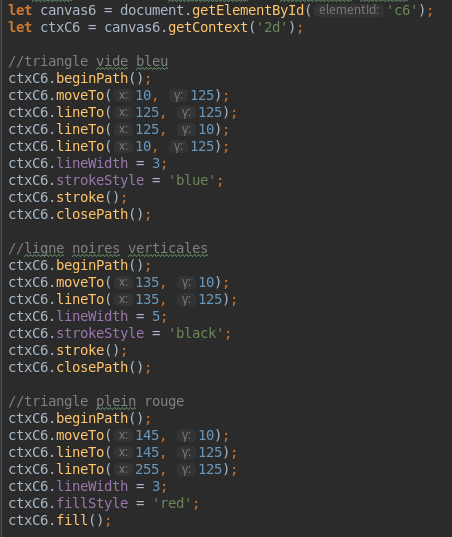 let canvas6 = document.getElementById( elementId: 'c6');
let ctxC6 = canvas6.getContext('2d');
//triangle vide bleu
ctxC6.beginPath();
ctxC6.moveTo( x: 10, y: 125);
ctxC6.lineTo( x: 125, y: 125);
ctxC6.lineTo( x: 125, y: 10);
ctxC6.lineTo( x: 10, y: 125);
ctxC6.lineWidth = 3;
ctxC6.strokeStyle = 'blue';
ctxC6.stroke();
ctxC6.closePath();
//ligne noires verticales
ctxC6.beginPath();
ctxC6.moveTo( x: 135, y: 10);
ctxC6.lineTo( x: 135, y: 125);
ctxC6.lineWidth = 5;
ctxC6.strokeStyle = 'black';
ctxC6.stroke();
ctxC6.closePath();
//triangle plein rouge
ctxC6.beginPath();
ctxC6.moveTo( x: 145, y: 10);
ctxC6.lineTo( x: 145, y: 125);
ctxC6.lineTo( x: 255, y: 125);
ctxC6.lineWidth = 3;
ctxC6.fillStyle = 'red';
ctxC6.fill();